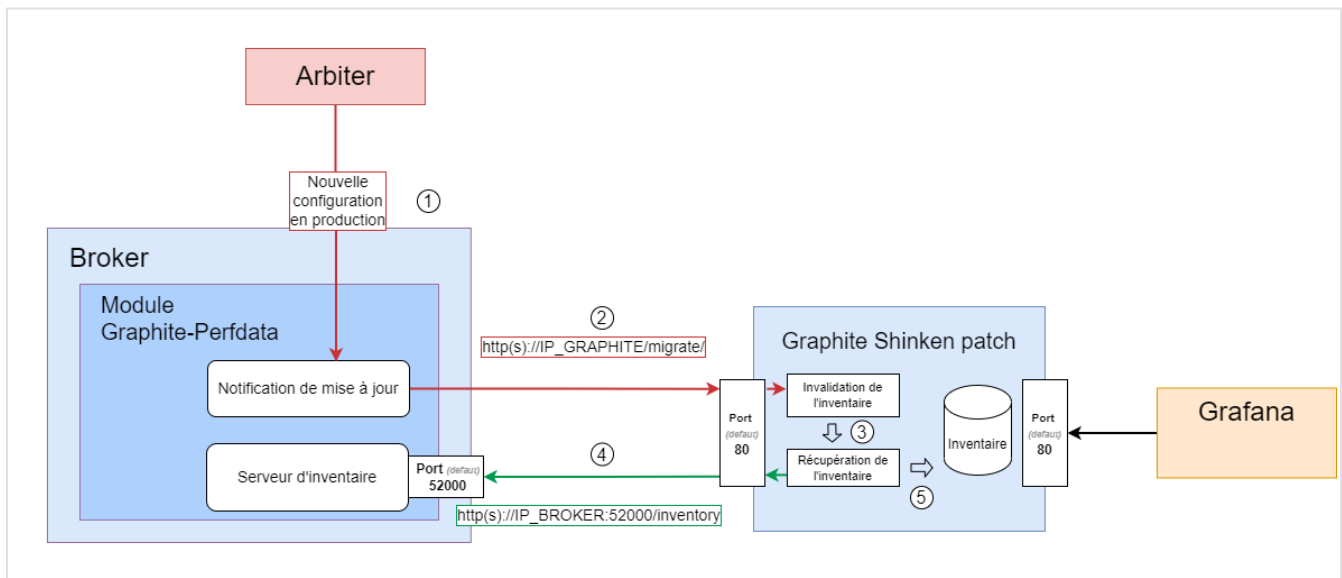 Arbiter
Nouvelle
configuration
en production
①
Broker
Module
Graphite-Perfdata
②
http(s)://IP_GRAPHITE/migrate/
Graphite Shinken patch
Notification de mise à jour
Port
(defaut)
80
Invalidation de
l'inventaire
③
Récupération de
l'inventaire
⑤
Inventaire
Port
(defaut)
80
Grafana
Serveur d'inventaire
Port (defaut)
52000
④
http(s)://IP_BROKER:52000/inventory